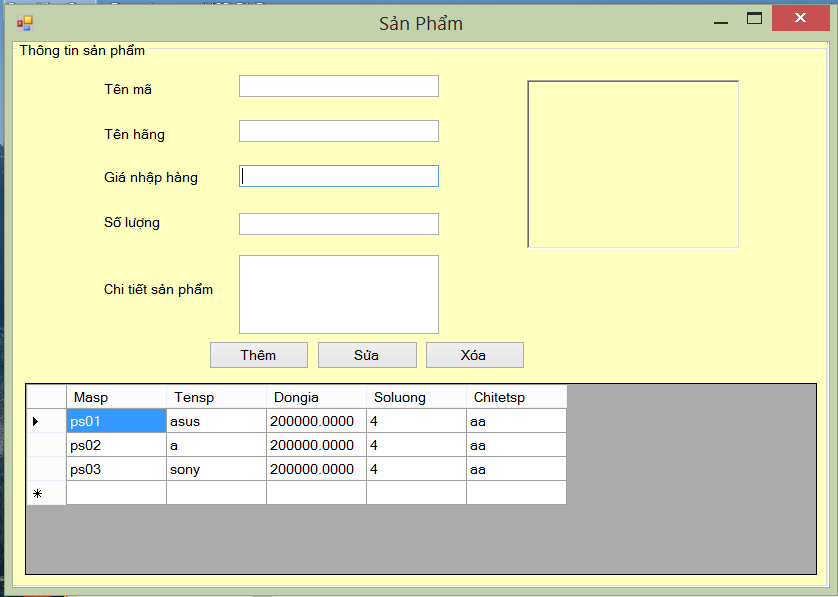 Sản Phẩm
Thông tin sản phẩm
Tên mã
Tên hãng
Giá nhập hàng
Số lượng
Chi tiết sản phẩm
Thêm Sửa Xóa
Masp Tensp Dongia Soluong Chitetsp
ps01 asus 200000.0000 4 aa
ps02 a 200000.0000 4 aa
ps03 sony 200000.0000 4 aa